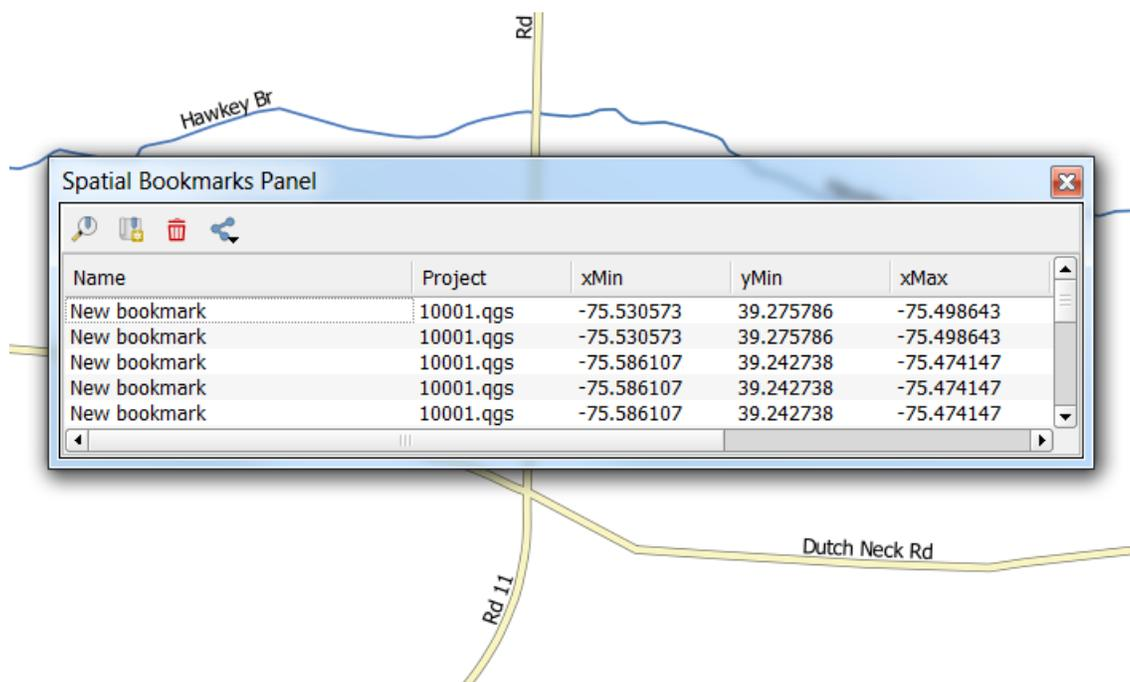 Rd
Hawkey Br
Spatial Bookmarks Panel
Name Project xMin yMin xMax
New bookmark 10001.qgs -75.530573 39.275786 -75.498643
New bookmark 10001.qgs -75.530573 39.275786 -75.498643
New bookmark 10001.qgs -75.586107 39.242738 -75.474147
New bookmark 10001.qgs -75.586107 39.242738 -75.474147
New bookmark 10001.qgs -75.586107 39.242738 -75.474147
Dutch Neck Rd
Rd 11